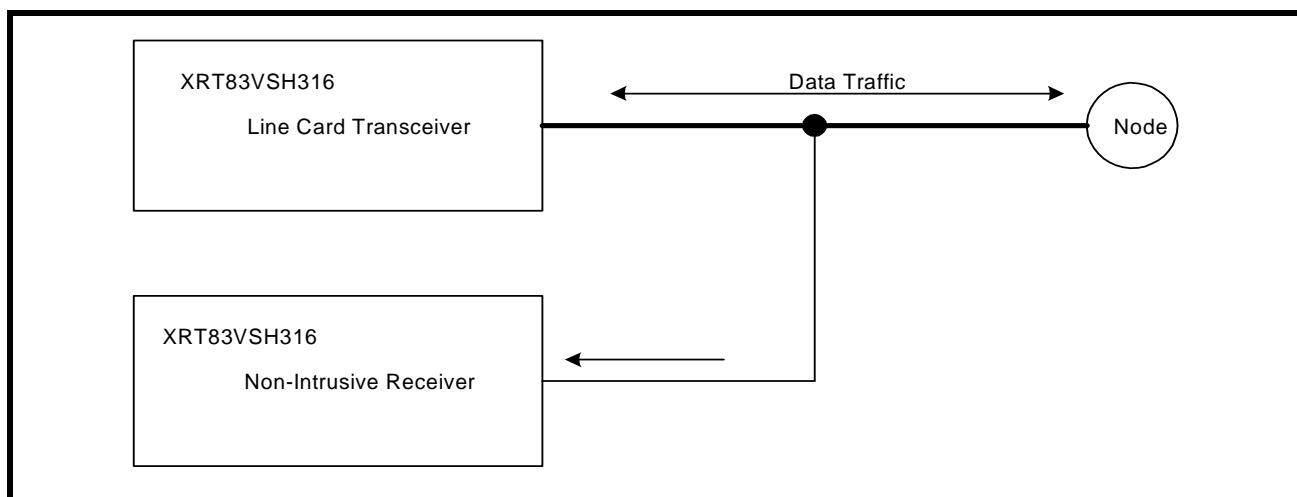 XRT83VSH316
Line Card Transceiver
Data Traffic
Node
XRT83VSH316
Non-Intrusive Receiver